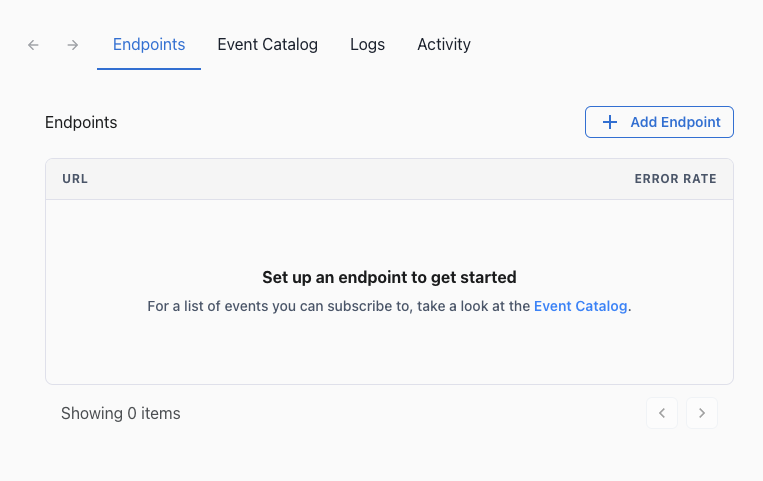 Endpoints Event Catalog Logs Activity
Endpoints
Add Endpoint
URL ERROR RATE
Set up an endpoint to get started
For a list of events you can subscribe to, take a look at the Event Catalog.
Showing 0 items